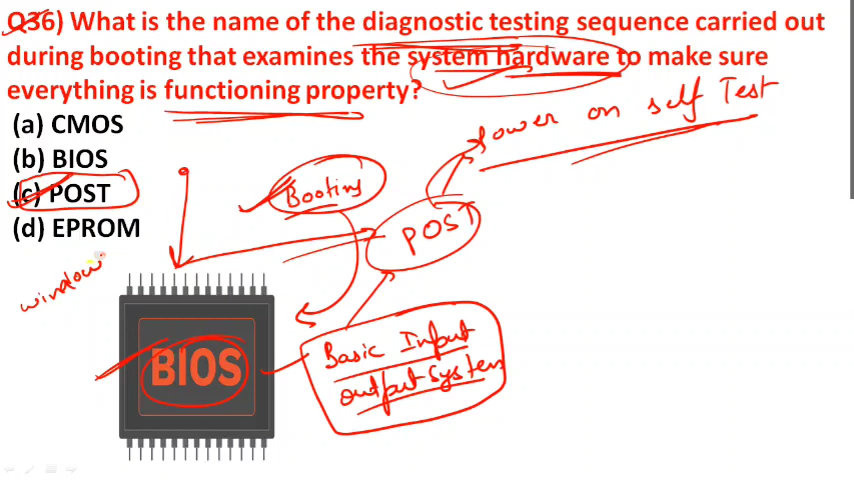 Q36) What is the name of the diagnostic testing sequence carried out
during booting that examines the system hardware to make sure
everything is functioning property?
power on self Test
(a) CMOS
(b) BIOS
(c) POST
(d) EPROM
Booting
POST
window
BIOS
Basic Input
output system